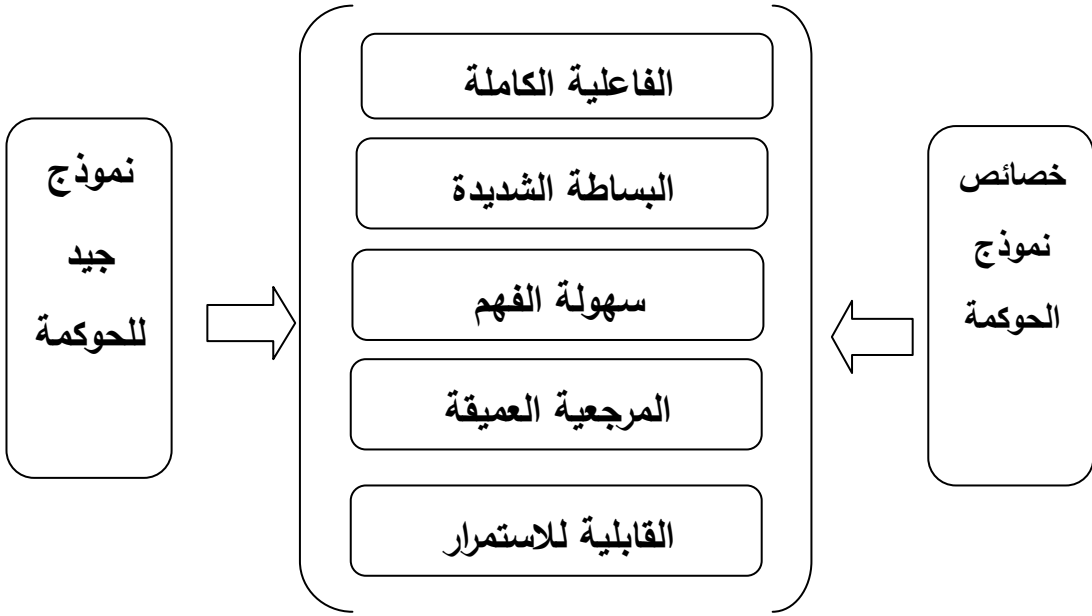 خصائص
نموذج
الحوكمة
الفاعلية الكاملة
البساطة الشديدة
سهولة الفهم
المرجعية العميقة
القابلية للاستمرار
نموذج
جيد
للحوكمة